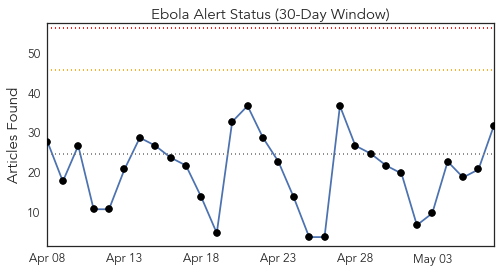 Ebola Alert Status (30-Day Window)
Articles Found
50
40
30
20
10
Apr 08
Apr 13
Apr 18
Apr 23
Apr 28
May 03